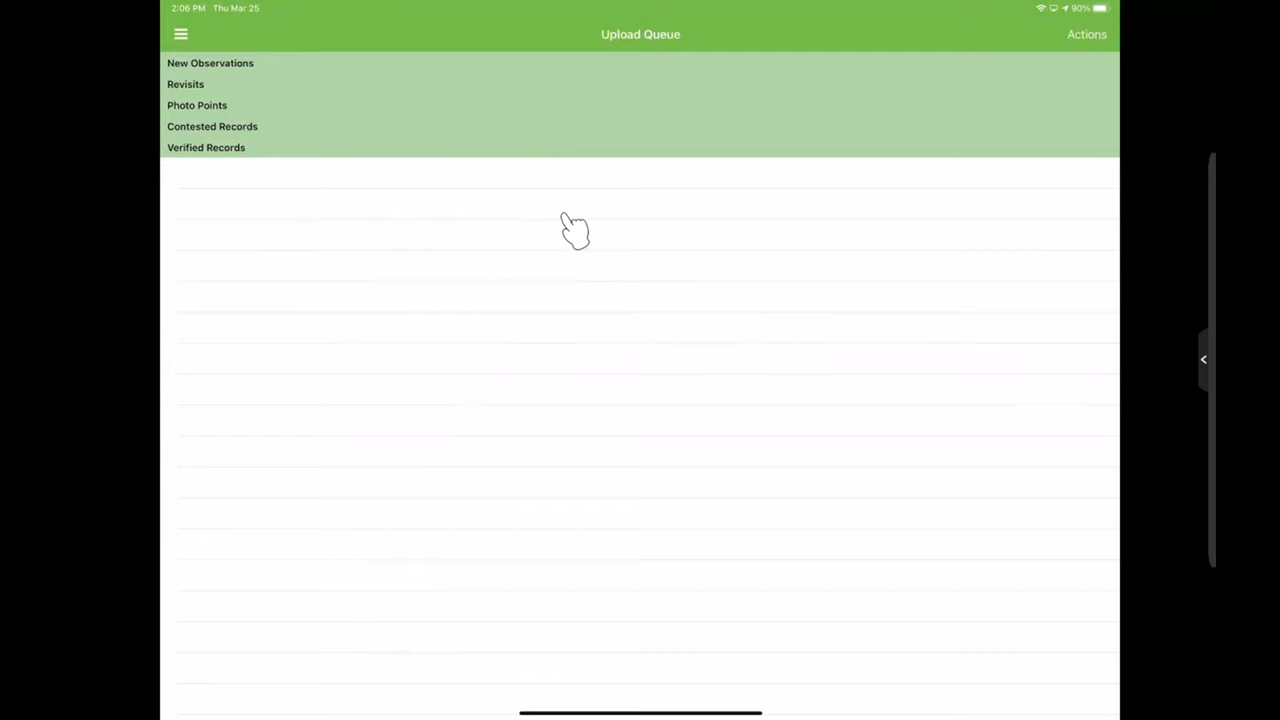 2:06 PM Thu Mar 25
90%
Upload Queue
Actions
New Observations
Revisits
Photo Points
Contested Records
Verified Records